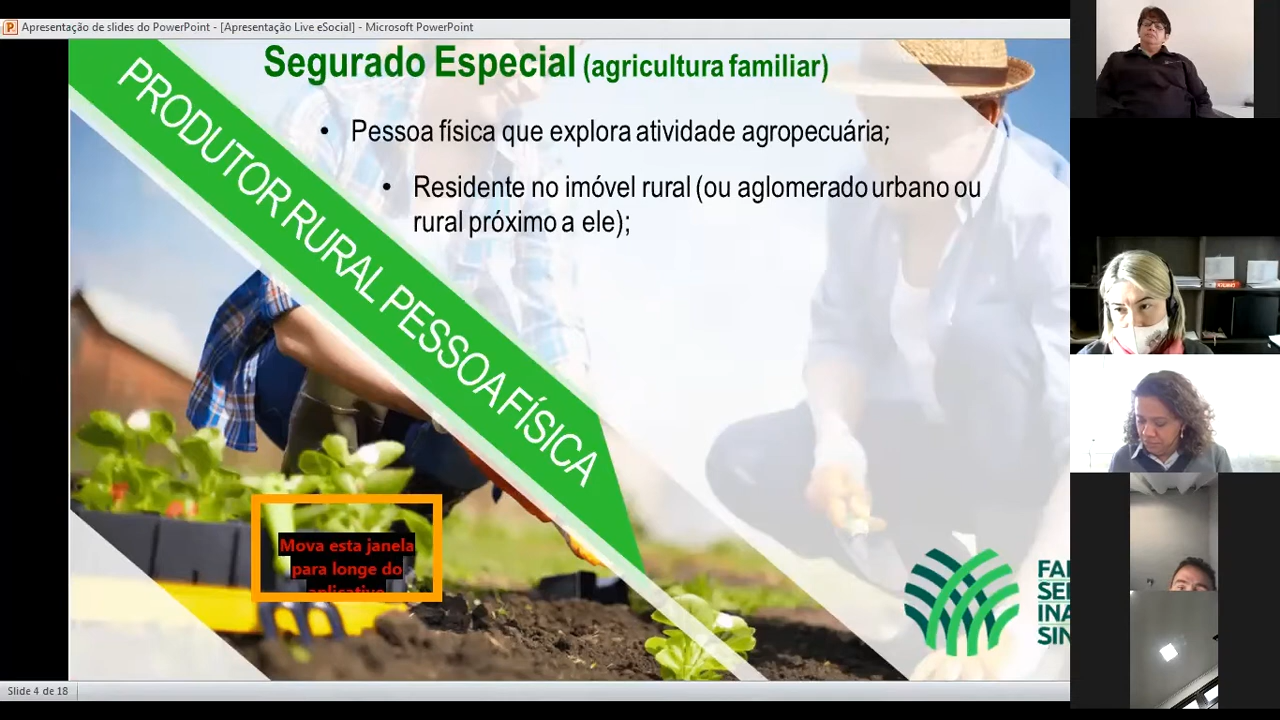 Apresentação de slides do PowerPoint - [Apresentação Live eSocial] - Microsoft PowerPoint
Segurado Especial (agricultura familiar)
• Pessoa física que explora atividade agropecuária;
• Residente no imóvel rural (ou aglomerado urbano ou
rural próximo a ele);
PRODUTOR RURAL PESSOA FÍSICA
Mova esta janela
para longe do
aplicativo
SIN
Slide 4 de 18